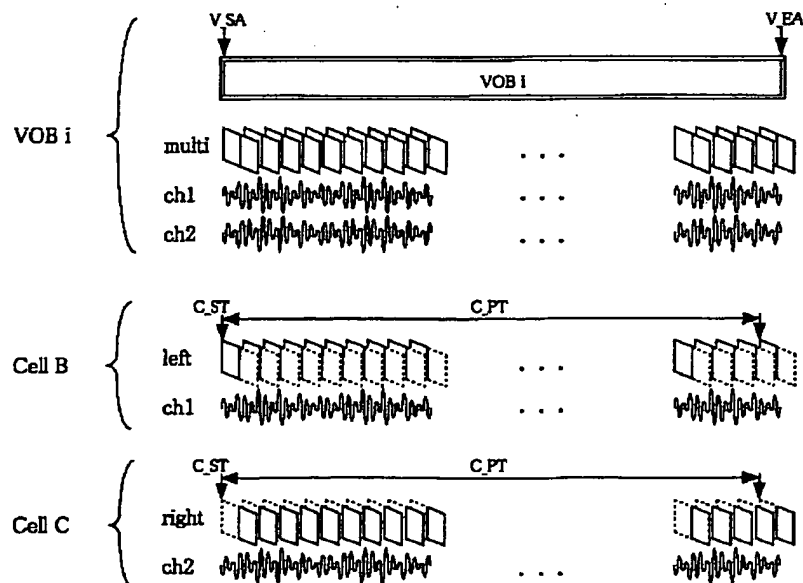 V_SA V_EA
VOB i
VOB i
multi
. . .
ch1
. . .
ch2
. . .
C_ST C_PT
Cell B
left
. . .
ch1
. . .
C_ST C_PT
Cell C
right
ch2
. . .